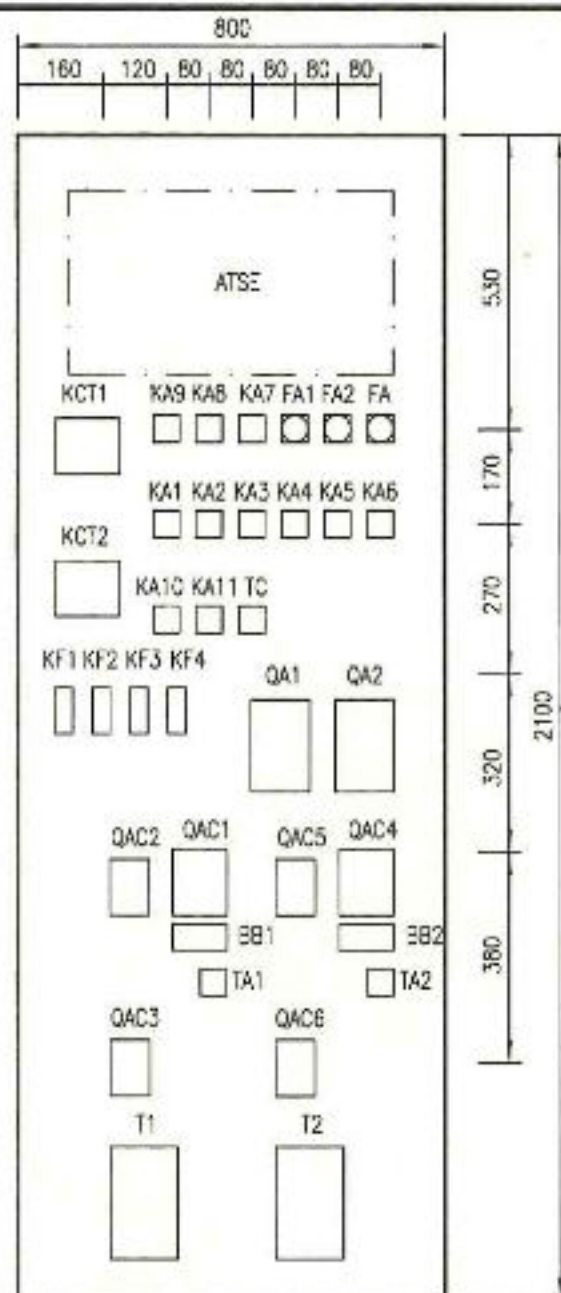 800
160 120 80 80 80 80 80
ATSE
530
KCT1 KA9 KA8 KA7 FA1 FA2 FA
170
KA1 KA2 KA3 KA4 KA5 KA6
KCT2
270
KA10 KA11 TC
KF1 KF2 KF3 KF4
QA1 QA2
2100
320
QAC2 QAC1 QAC5 QAC4
BB1 BB2
380
TA1 TA2
QAC3 QAC6
T1 T2